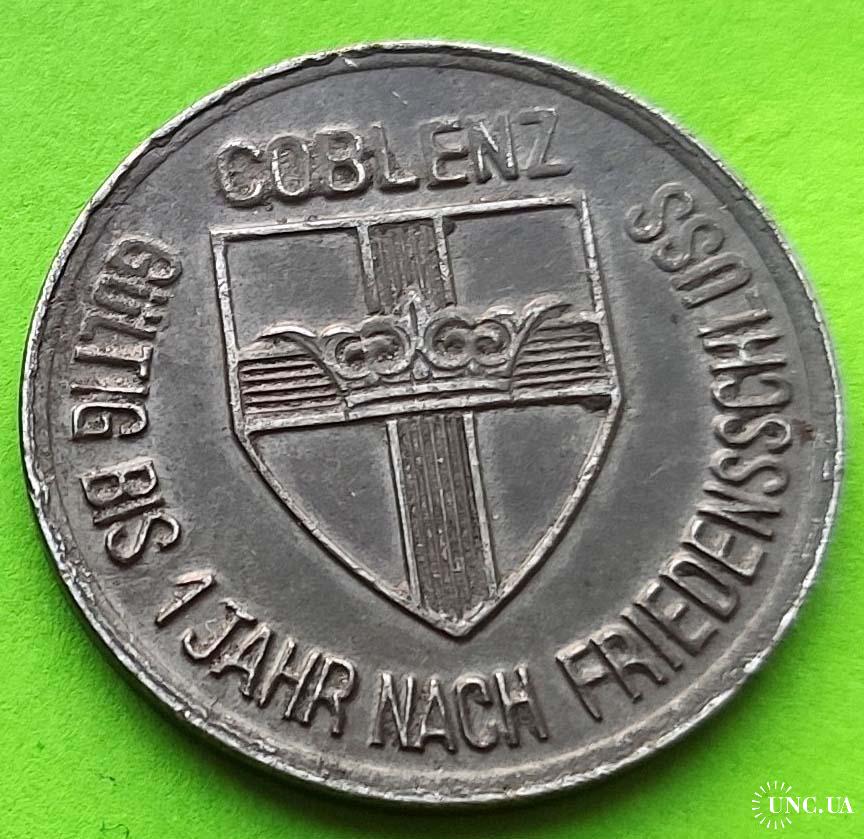 COBLENZ
GÜLTIG BIS 1 JAHR NACH FRIEDENSSCHLUSS
UNC.UA